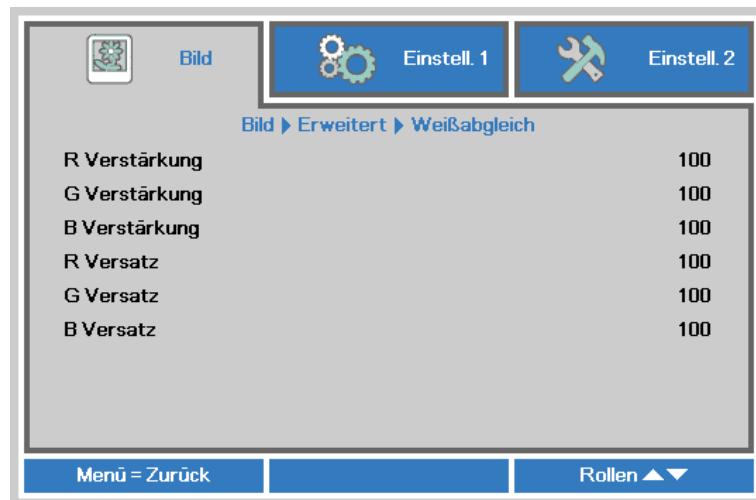 Bild
Einstell. 1
Einstell. 2
Bild ▶ Erweitert ▶ Weißabgleich
R Verstärkung 100
G Verstärkung 100
B Verstärkung 100
R Versatz 100
G Versatz 100
B Versatz 100
Menü = Zurück
Rollen ▲▼